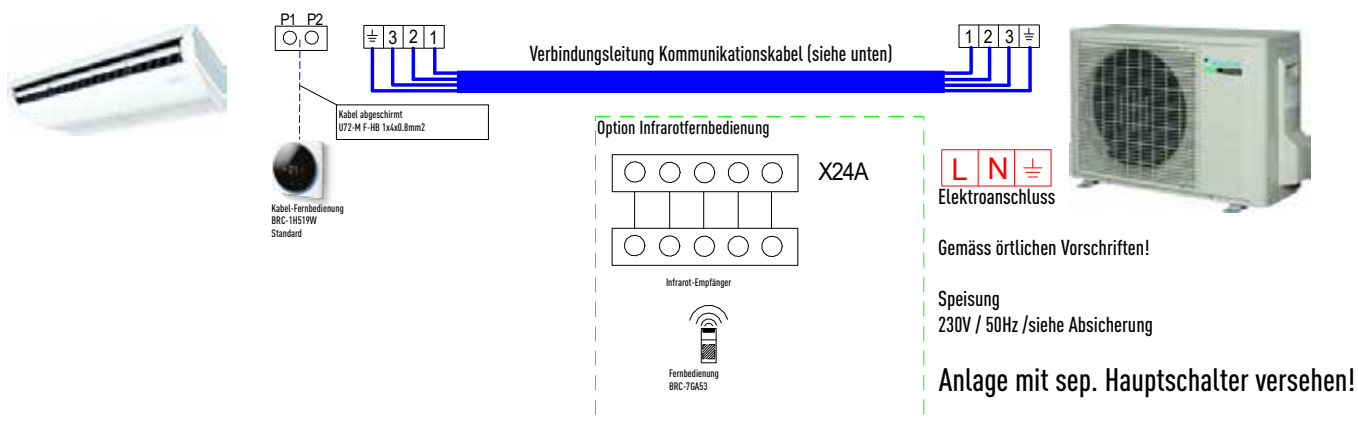 P1 P2
3 2 1
Verbindungsleitung Kommunikationskabel (siehe unten)
1 2 3
Kabel abgeschirmt
U72-M F-HB 1x4x0.8mm2
Kabel-Fernbedienung
BRC-1H519W
Standard
Option Infrarotfernbedienung
X24A
Infrarot-Empfänger
Fernbedienung
BRC-7GA53
L N
Elektroanschluss
Gemäss örtlichen Vorschriften!
Speisung
230V / 50Hz /siehe Absicherung
Anlage mit sep. Hauptschalter versehen!